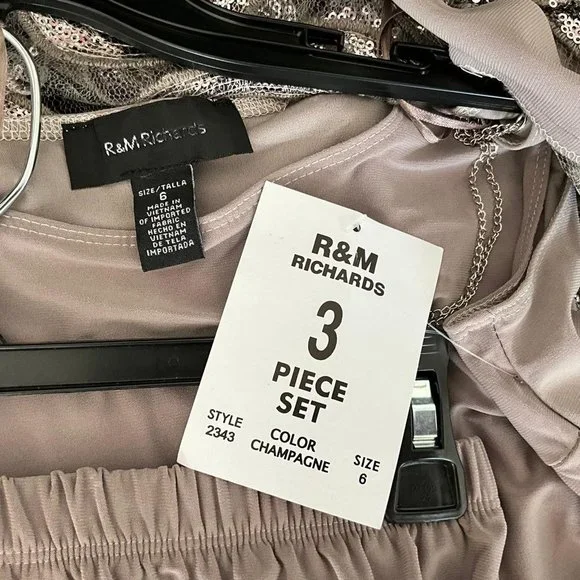 R&M Richards
SIZE/TALLA
6
MADE IN
VIETNAM
OF IMPORTED
FABRIC
HECHO EN
VIETNAM
DE TELA
IMPORTADA
R&M
RICHARDS
3
PIECE
SET
STYLE
2343
COLOR
CHAMPAGNE
SIZE
6